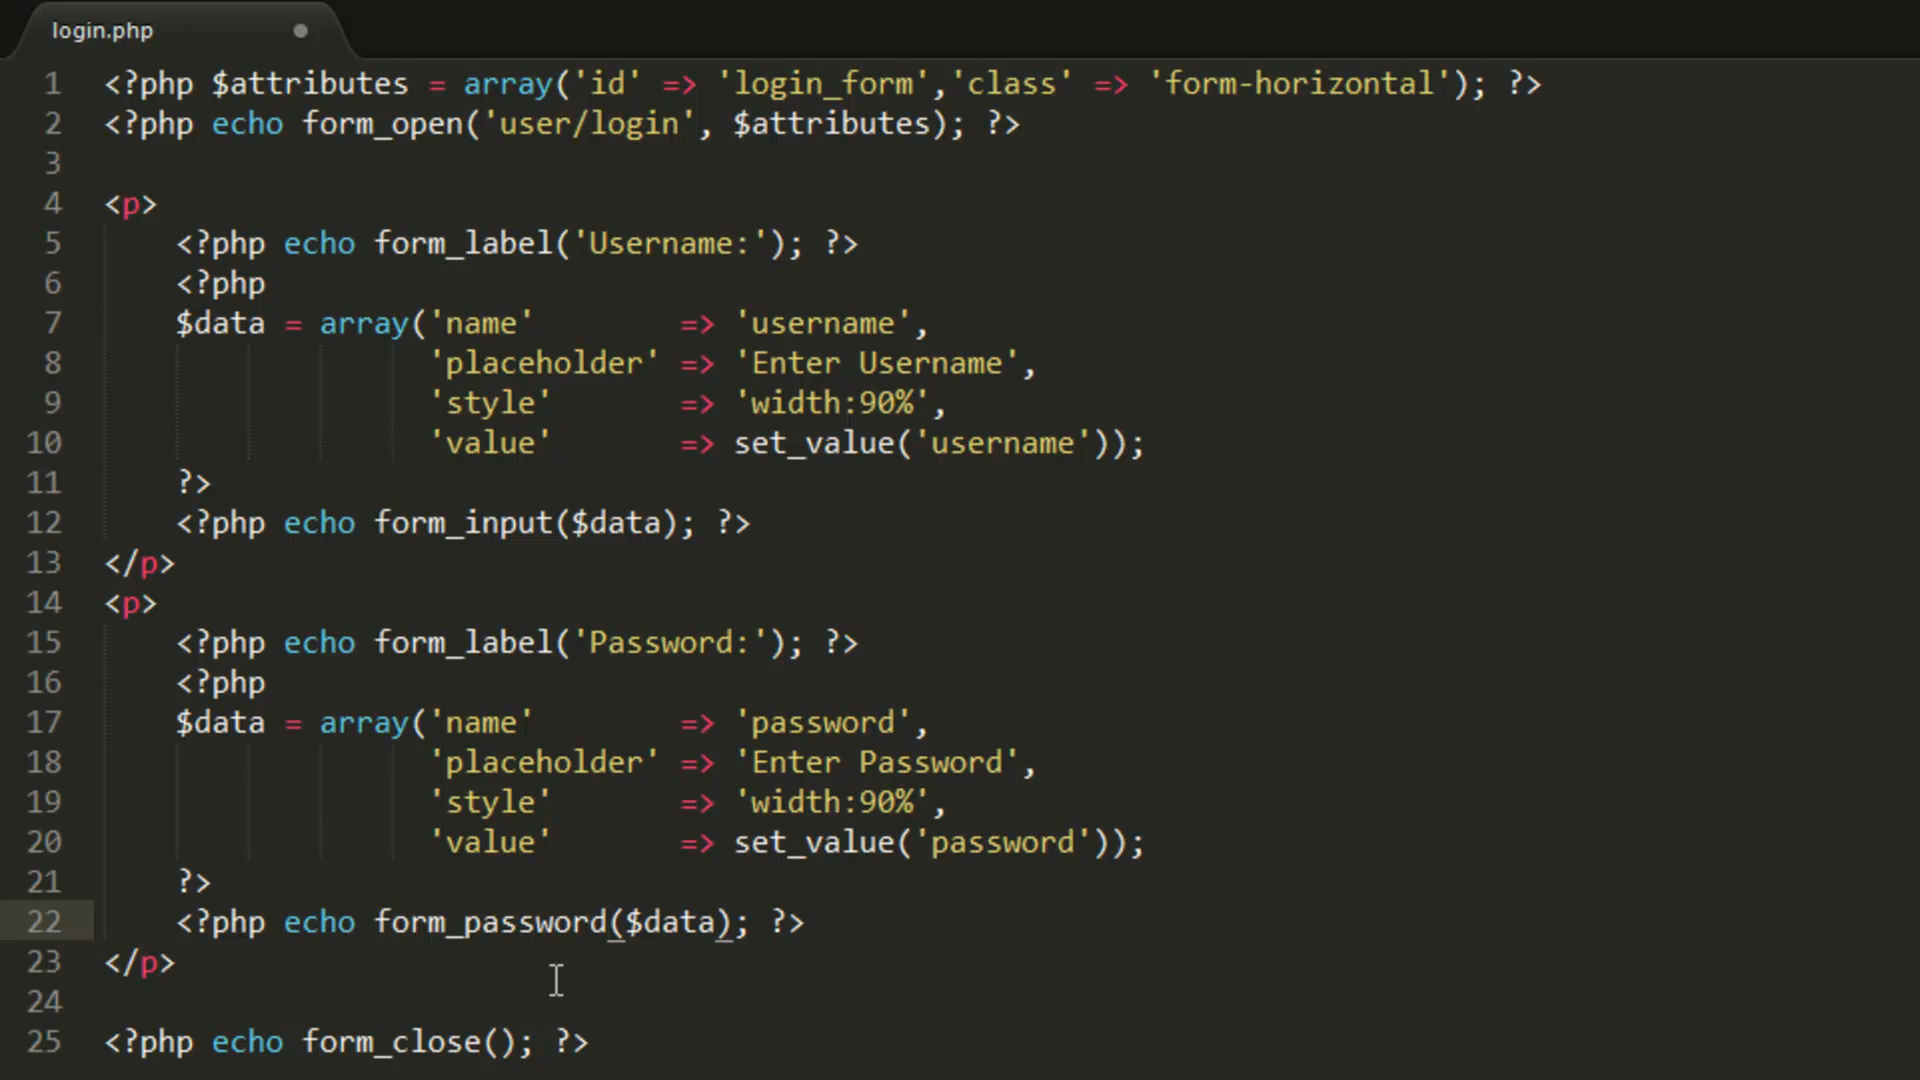 login.php
1 <?php $attributes = array('id' => 'login_form','class' => 'form-horizontal'); ?>
2 <?php echo form_open('user/login', $attributes); ?>
3
4 <p>
5     <?php echo form_label('Username:'); ?>
6     <?php
7     $data = array('name'        => 'username',
8                   'placeholder' => 'Enter Username',
9                   'style'       => 'width:90%',
10                   'value'       => set_value('username'));
11     ?>
12     <?php echo form_input($data); ?>
13 </p>
14 <p>
15     <?php echo form_label('Password:'); ?>
16     <?php
17     $data = array('name'        => 'password',
18                   'placeholder' => 'Enter Password',
19                   'style'       => 'width:90%',
20                   'value'       => set_value('password'));
21     ?>
22     <?php echo form_password($data); ?>
23 </p>
24
25 <?php echo form_close(); ?>